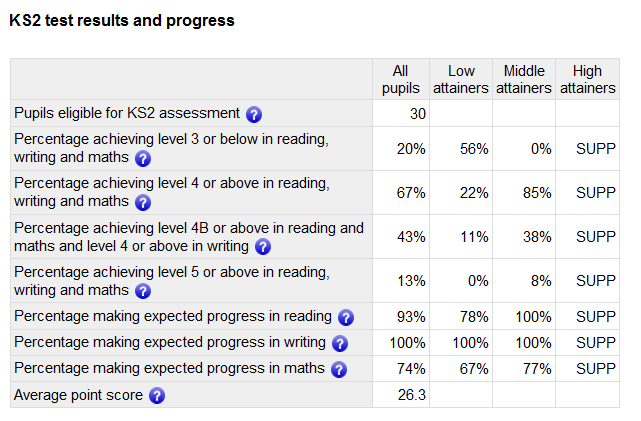 KS2 test results and progress
All pupils Low attainers Middle attainers High attainers
Pupils eligible for KS2 assessment ? 30
Percentage achieving level 3 or below in reading,
writing and maths ? 20% 56% 0% SUPP
Percentage achieving level 4 or above in reading,
writing and maths ? 67% 22% 85% SUPP
Percentage achieving level 4B or above in reading and
maths and level 4 or above in writing ? 43% 11% 38% SUPP
Percentage achieving level 5 or above in reading,
writing and maths ? 13% 0% 8% SUPP
Percentage making expected progress in reading ? 93% 78% 100% SUPP
Percentage making expected progress in writing ? 100% 100% 100% SUPP
Percentage making expected progress in maths ? 74% 67% 77% SUPP
Average point score ? 26.3